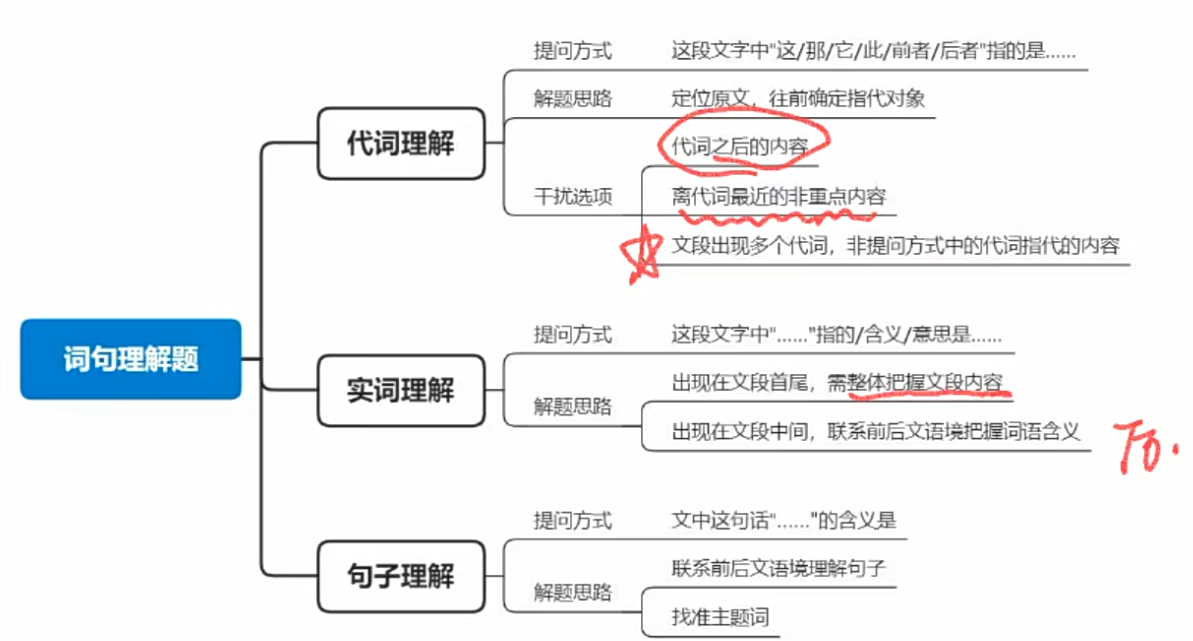 提问方式 这段文字中"这/那/它/此/前者/后者"指的是……
解题思路 定位原文，往前确定指代对象
代词理解
代词之后的内容
干扰选项 离代词最近的非重点内容
文段出现多个代词，非提问方式中的代词指代的内容
提问方式 这段文字中"……"指的/含义/意思是……
词句理解题
出现在文段首尾，需整体把握文段内容
实词理解
解题思路
出现在文段中间，联系前后文语境把握词语含义
提问方式 文中这句话"……"的含义是
联系前后文语境理解句子
句子理解
解题思路
找准主题词